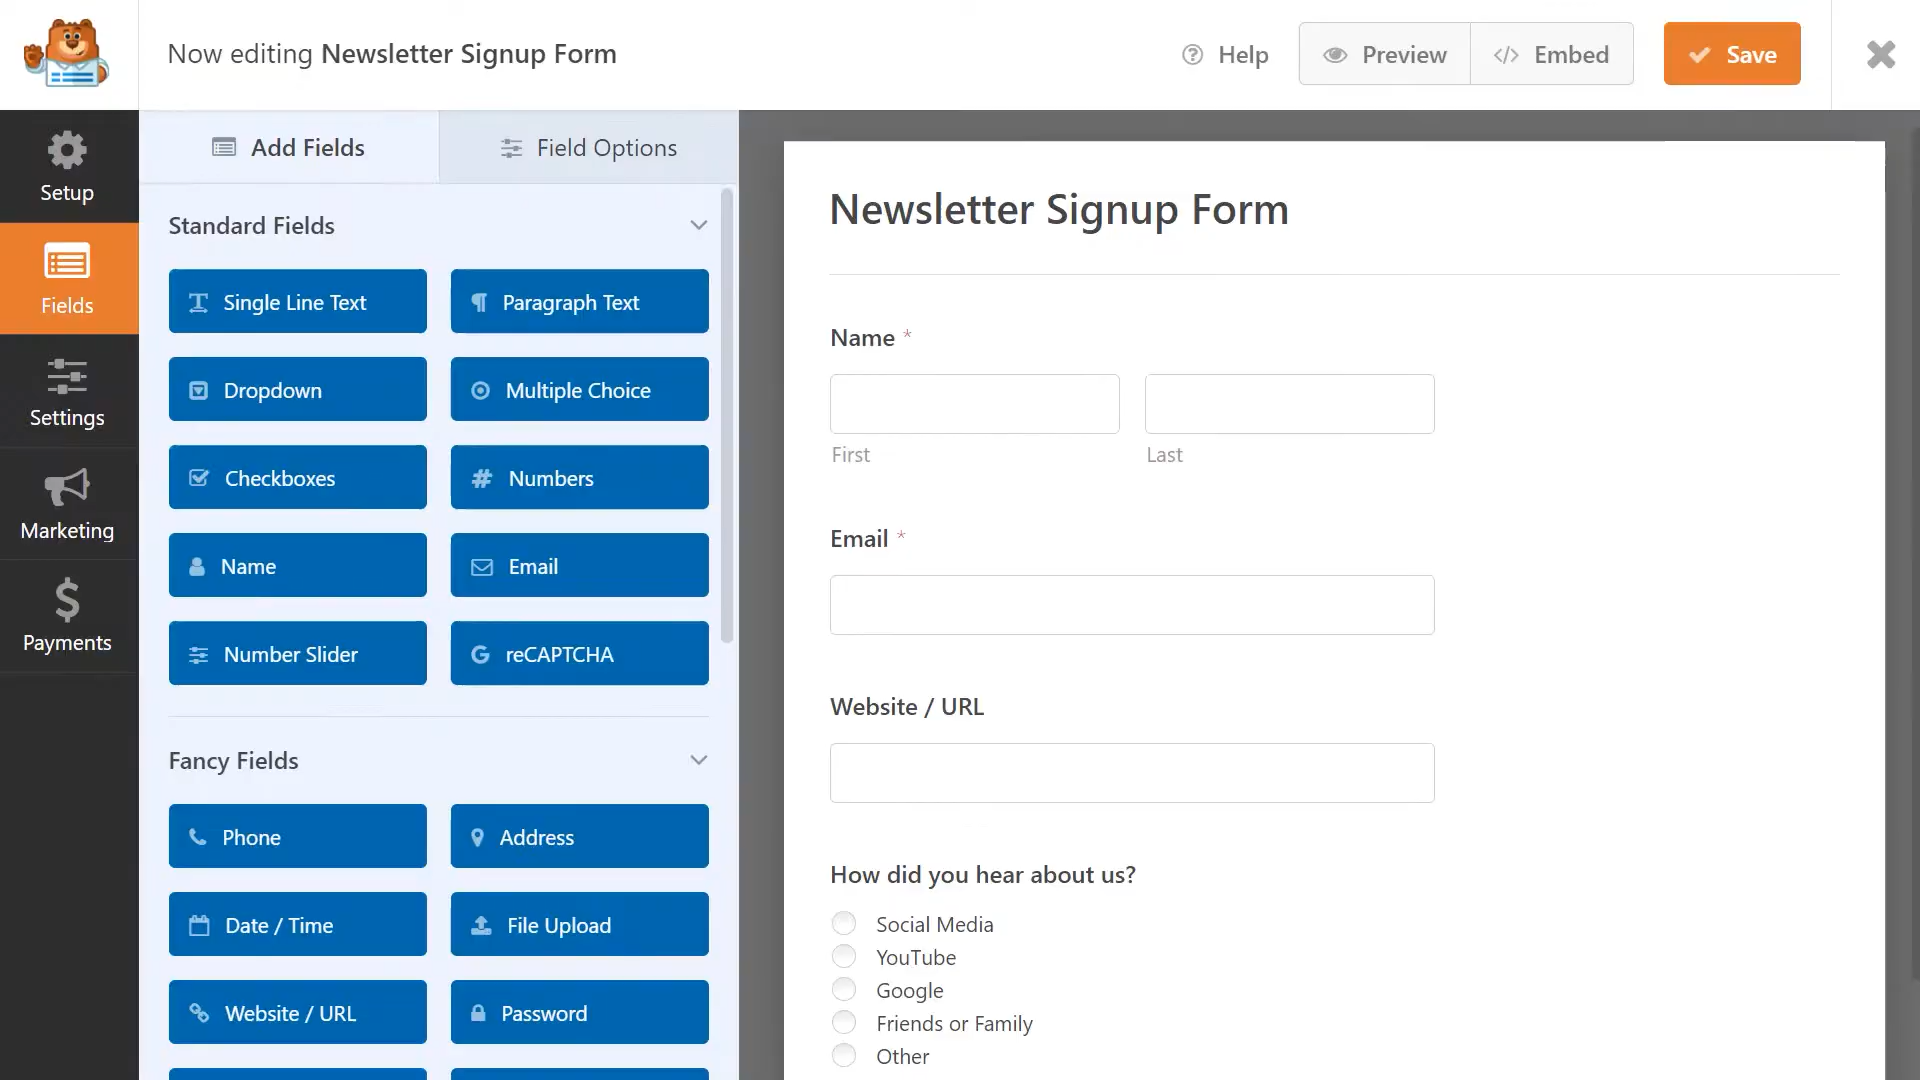 Now editing Newsletter Signup Form
Help
Preview
Embed
Save
Setup
Fields
Settings
Marketing
Payments
Add Fields
Field Options
Standard Fields
Single Line Text
Paragraph Text
Dropdown
Multiple Choice
Checkboxes
Numbers
Name
Email
Number Slider
reCAPTCHA
Fancy Fields
Phone
Address
Date / Time
File Upload
Website / URL
Password
Newsletter Signup Form
Name *
First
Last
Email *
Website / URL
How did you hear about us?
Social Media
YouTube
Google
Friends or Family
Other